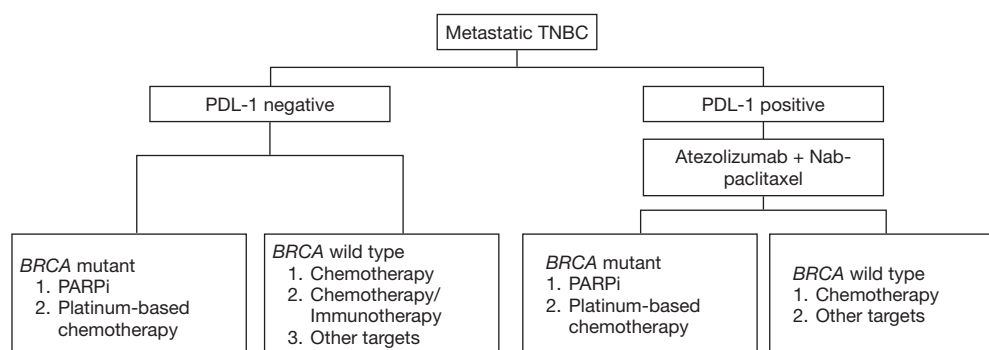 Metastatic TNBC
PDL-1 negative
PDL-1 positive
Atezolizumab + Nab-
paclitaxel
BRCA mutant
1. PARPi
2. Platinum-based
chemotherapy
BRCA wild type
1. Chemotherapy
2. Chemotherapy/
Immunotherapy
3. Other targets
BRCA mutant
1. PARPi
2. Platinum-based
chemotherapy
BRCA wild type
1. Chemotherapy
2. Other targets